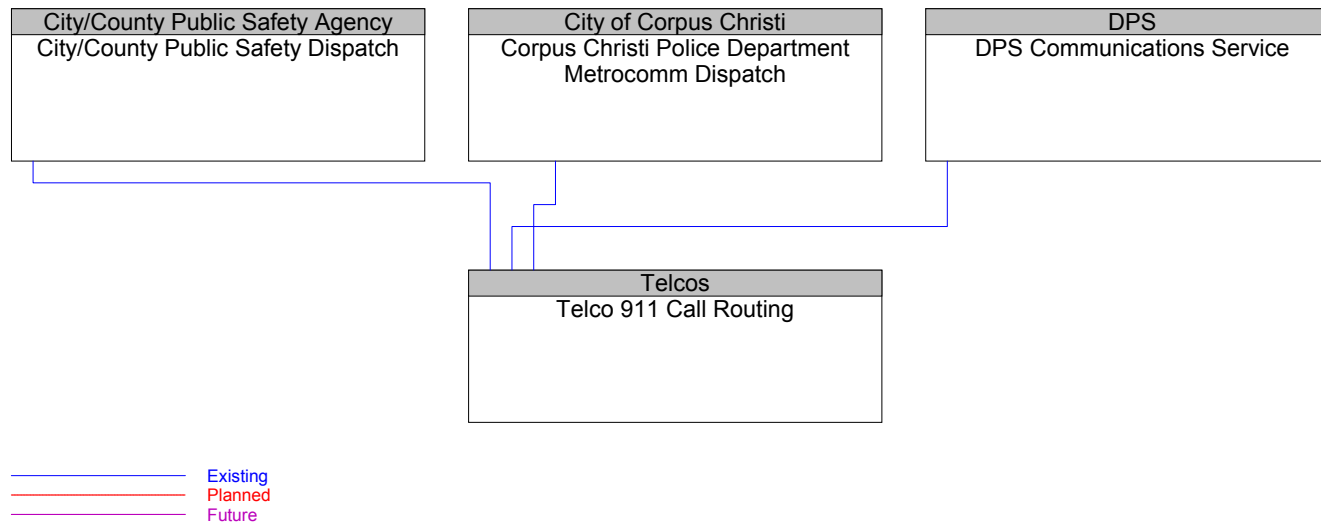 City/County Public Safety Agency
City/County Public Safety Dispatch
City of Corpus Christi
Corpus Christi Police Department
Metrocomm Dispatch
DPS
DPS Communications Service
Telcos
Telco 911 Call Routing
Existing
Planned
Future